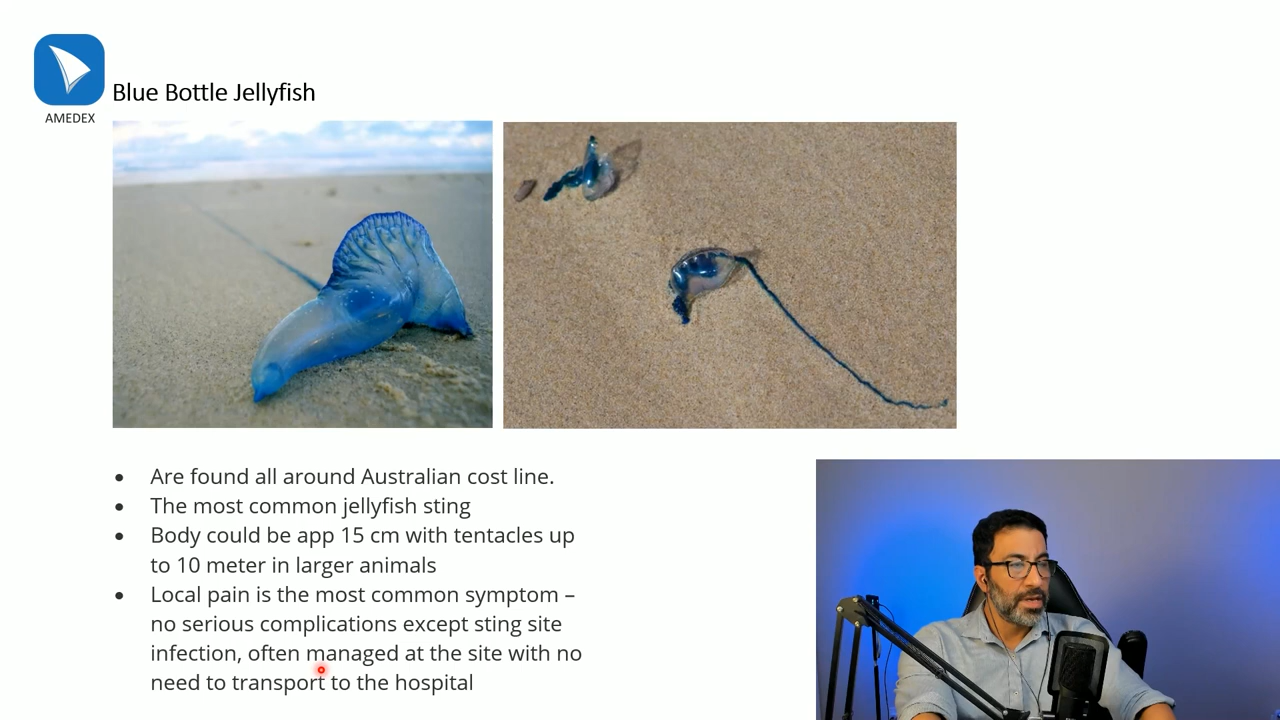 AMEDEX
Blue Bottle Jellyfish
• Are found all around Australian cost line.
• The most common jellyfish sting
• Body could be app 15 cm with tentacles up
to 10 meter in larger animals
• Local pain is the most common symptom –
no serious complications except sting site
infection, often managed at the site with no
need to transport to the hospital